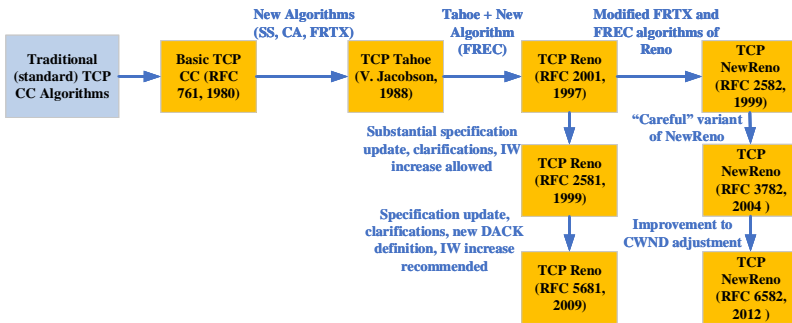 New Algorithms
(SS, CA, FRTX)
Tahoe + New
Algorithm
(FREC)
Modified FRTX and
FREC algorithms of
Reno
Traditional
(standard) TCP
CC Algorithms
Basic TCP
CC (RFC
761, 1980)
TCP Tahoe
(V. Jacobson,
1988)
TCP Reno
(RFC 2001,
1997)
TCP
NewReno
(RFC 2582,
1999)
Substantial specification
update, clarifications, IW
increase allowed
“Careful” variant
of NewReno
TCP Reno
(RFC 2581,
1999)
TCP
NewReno
(RFC 3782,
2004 )
Specification update,
clarifications, new DACK
definition, IW increase
recommended
Improvement to
CWND adjustment
TCP Reno
(RFC 5681,
2009)
TCP
NewReno
(RFC 6582,
2012 )